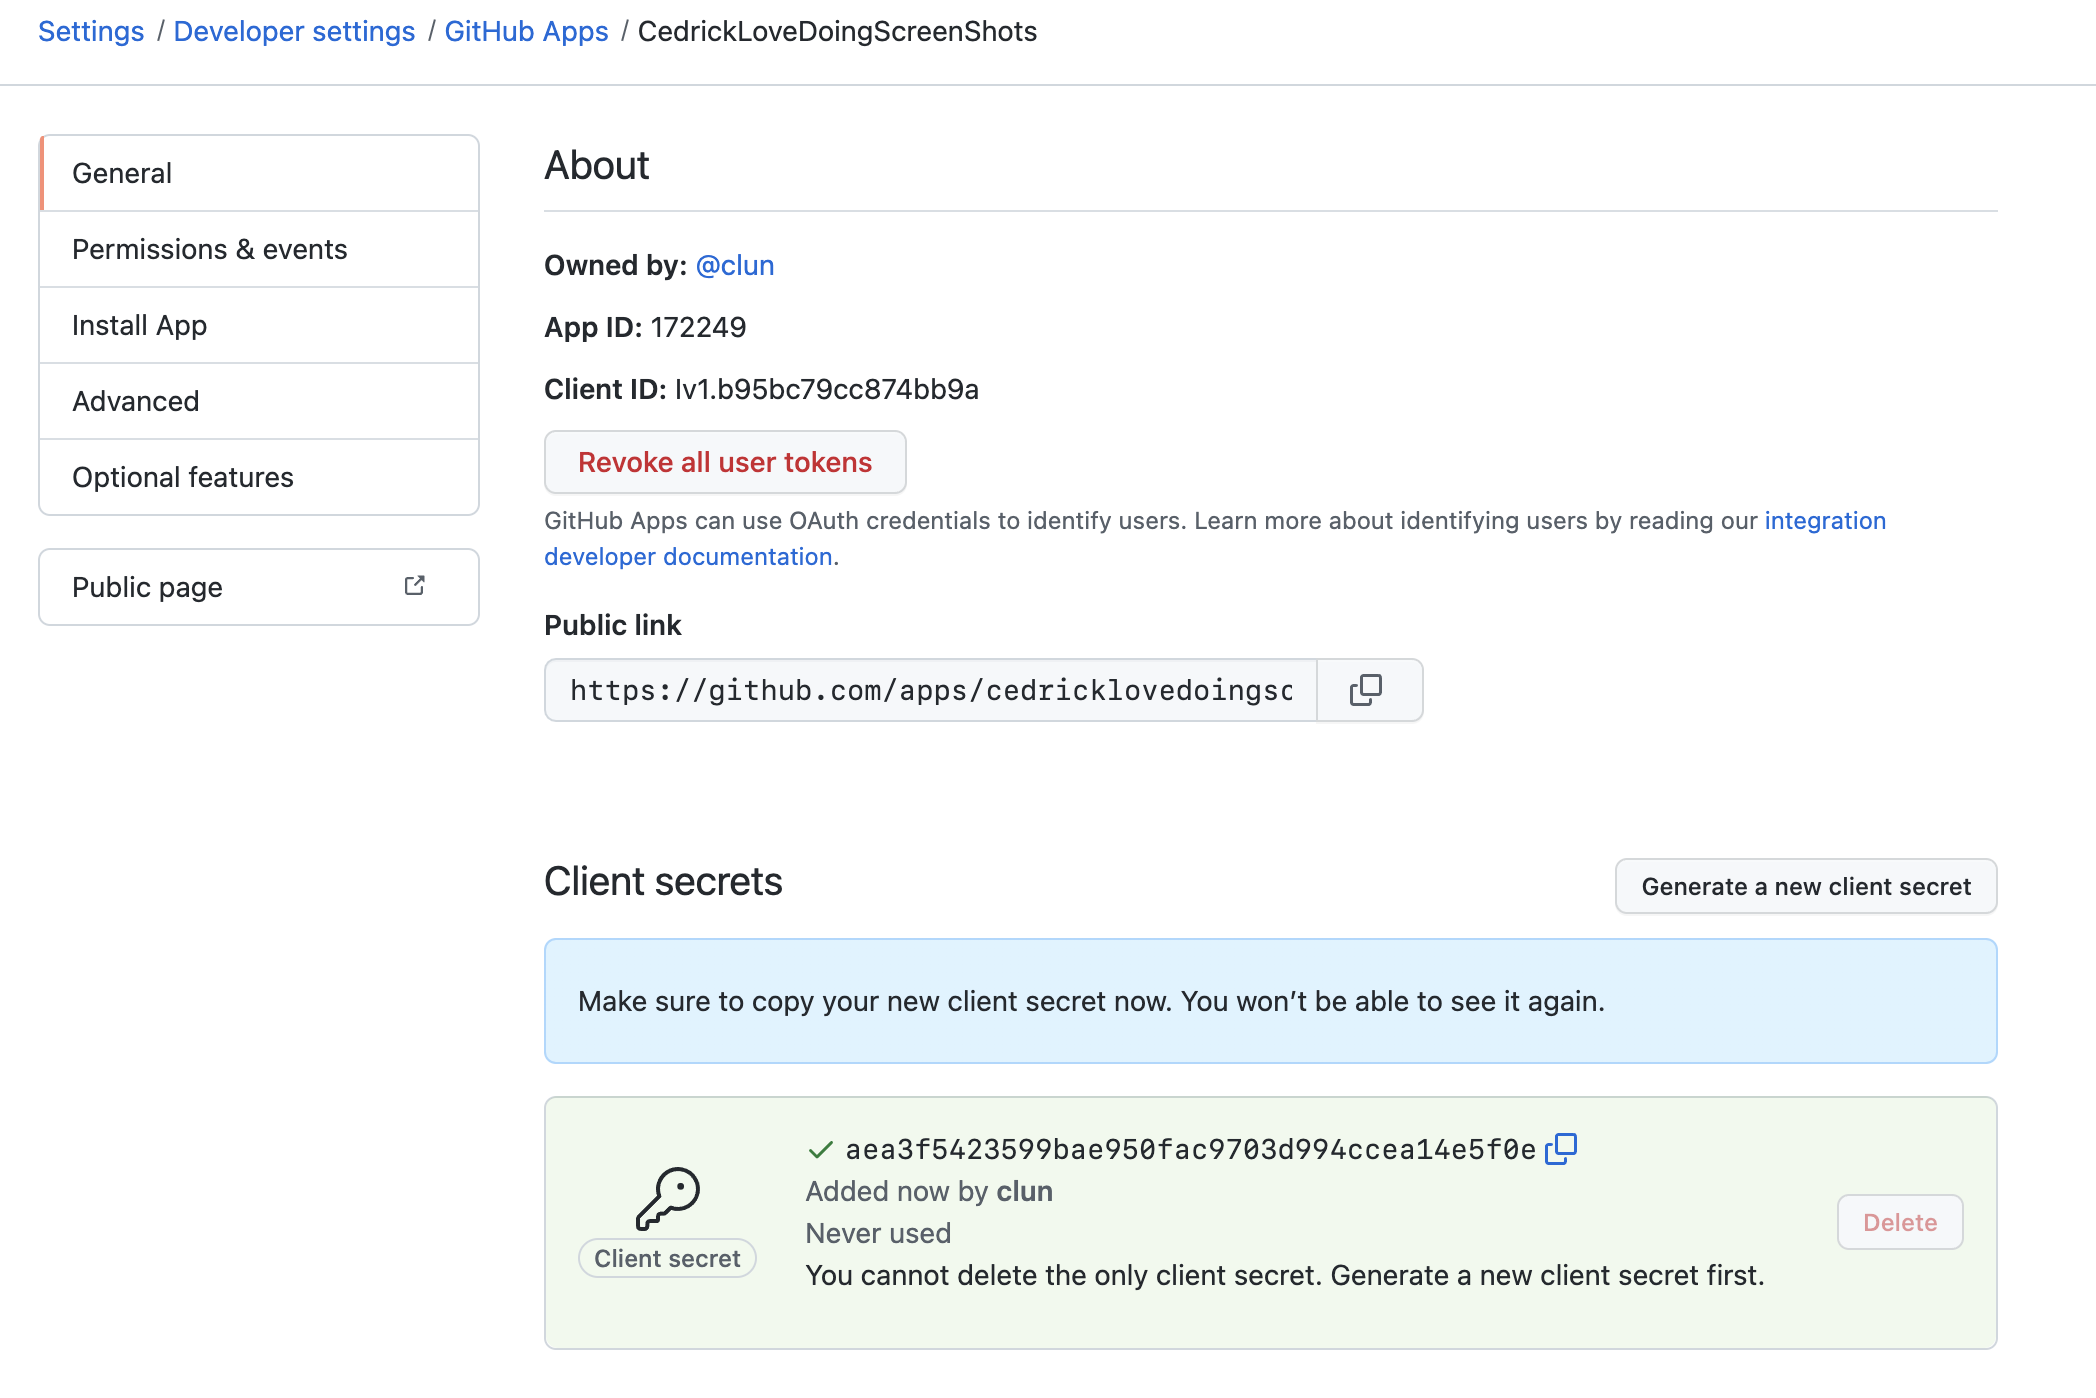 Settings / Developer settings / GitHub Apps / CedrickLoveDoingScreenShots
General
Permissions & events
Install App
Advanced
Optional features
Public page
About
Owned by: @clun
App ID: 172249
Client ID: Iv1.b95bc79cc874bb9a
Revoke all user tokens
GitHub Apps can use OAuth credentials to identify users. Learn more about identifying users by reading our integration
developer documentation.
Public link
https://github.com/apps/cedricklovedoingsc
Client secrets
Generate a new client secret
Make sure to copy your new client secret now. You won’t be able to see it again.
Client secret
aea3f5423599bae950fac9703d994ccea14e5f0e
Added now by clun
Never used
You cannot delete the only client secret. Generate a new client secret first.
Delete